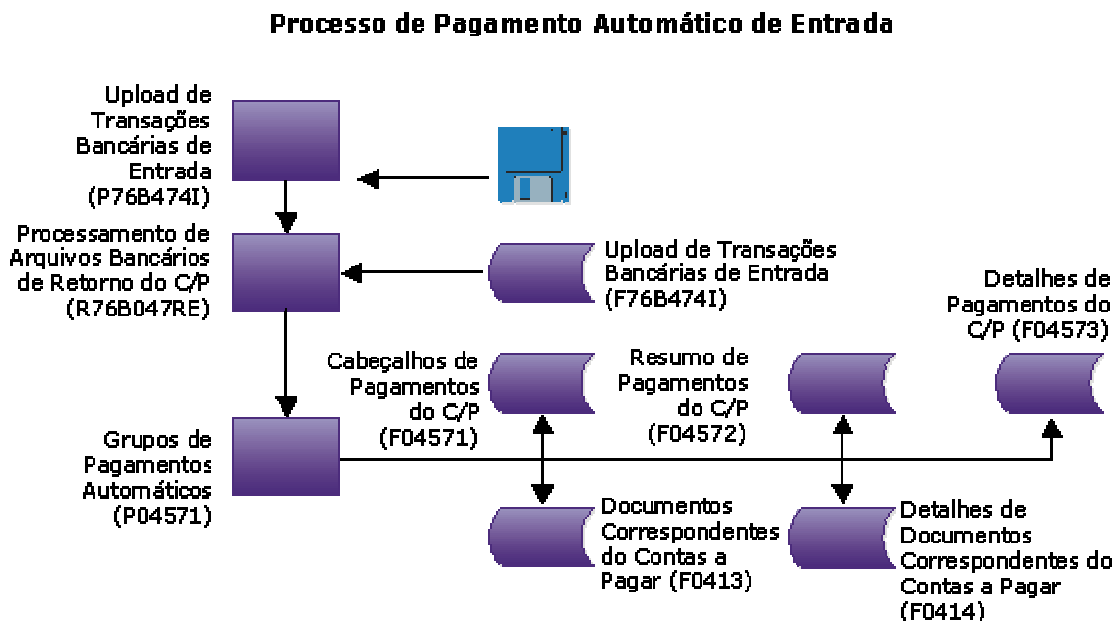 Processo de Pagamento Automático de Entrada
Upload de
Transações
Bancárias de
Entrada
(P76B474I)
Processamento de
Arquivos Bancários
de Retorno do C/P
(R76B047RE)
Upload de Transações
Bancárias de Entrada
(F76B474I)
Detalhes de
Pagamentos do
C/P (F04573)
Cabeçalhos de
Pagamentos
do C/P
(F04571)
Resumo de
Pagamentos
do C/P
(F04572)
Grupos de
Pagamentos
Automáticos
(P04571)
Documentos
Correspondentes
do Contas a
Pagar (F0413)
Detalhes de
Documentos
Correspondentes do
Contas a Pagar
(F0414)